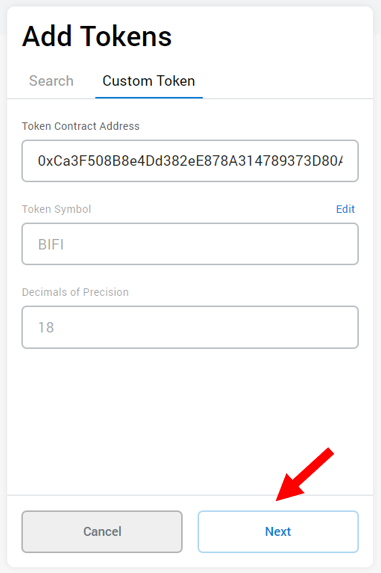 Add Tokens
Search Custom Token
Token Contract Address
0xCa3F508B8e4Dd382eE878A314789373D80A
Token Symbol Edit
BIFI
Decimals of Precision
18
Cancel Next